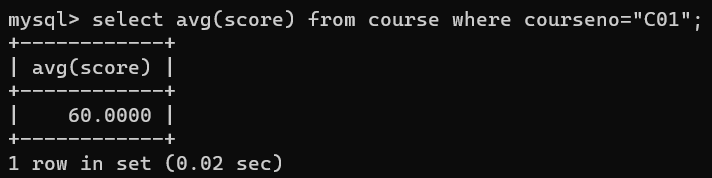 mysql> select avg(score) from course where courseno="C01";
+------------+
| avg(score) |
+------------+
|    60.0000 |
+------------+
1 row in set (0.02 sec)